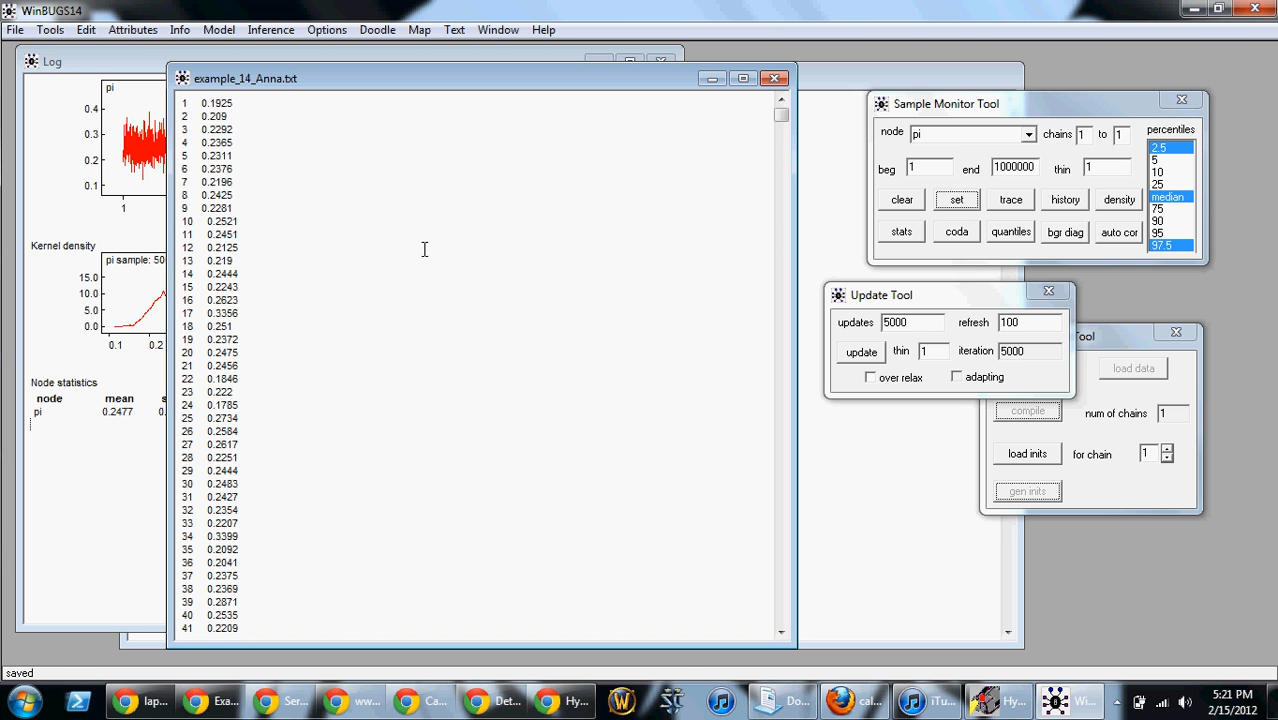 WinBUGS14
File Tools Edit Attributes Info Model Inference Options Doodle Map Text Window Help
Log
pi
0.4
0.3
0.2
0.1
1
Kernel density
pi sample: 50
15.0
10.0
5.0
0.0
0.1 0.2
Node statistics
node mean s
pi 0.2477 0.
example_14_Anna.txt
1 0.1925
2 0.209
3 0.2292
4 0.2365
5 0.2311
6 0.2376
7 0.2196
8 0.2425
9 0.2281
10 0.2521
11 0.2451
12 0.2125
13 0.219
14 0.2444
15 0.2243
16 0.2623
17 0.3356
18 0.251
19 0.2372
20 0.2475
21 0.2456
22 0.1846
23 0.222
24 0.1785
25 0.2734
26 0.2584
27 0.2617
28 0.2251
29 0.2444
30 0.2483
31 0.2427
32 0.2354
33 0.2207
34 0.3399
35 0.2092
36 0.2041
37 0.2375
38 0.2369
39 0.2871
40 0.2535
41 0.2209
Sample Monitor Tool
node pi chains 1 to 1 percentiles
beg 1 end 1000000 thin 1
clear set trace history density
stats coda quantiles bgr diag auto cor
2.5
5
10
25
median
75
90
95
97.5
Update Tool
updates 5000 refresh 100
update thin 1 iteration 5000
over relax adapting
Tool
load data
compile num of chains 1
load inits for chain 1
gen inits
saved
lap... Exa... Ser... ww... Ca... Det... Hy... Do... cal... iTu... Hy... Wi...
5:21 PM
2/15/2012